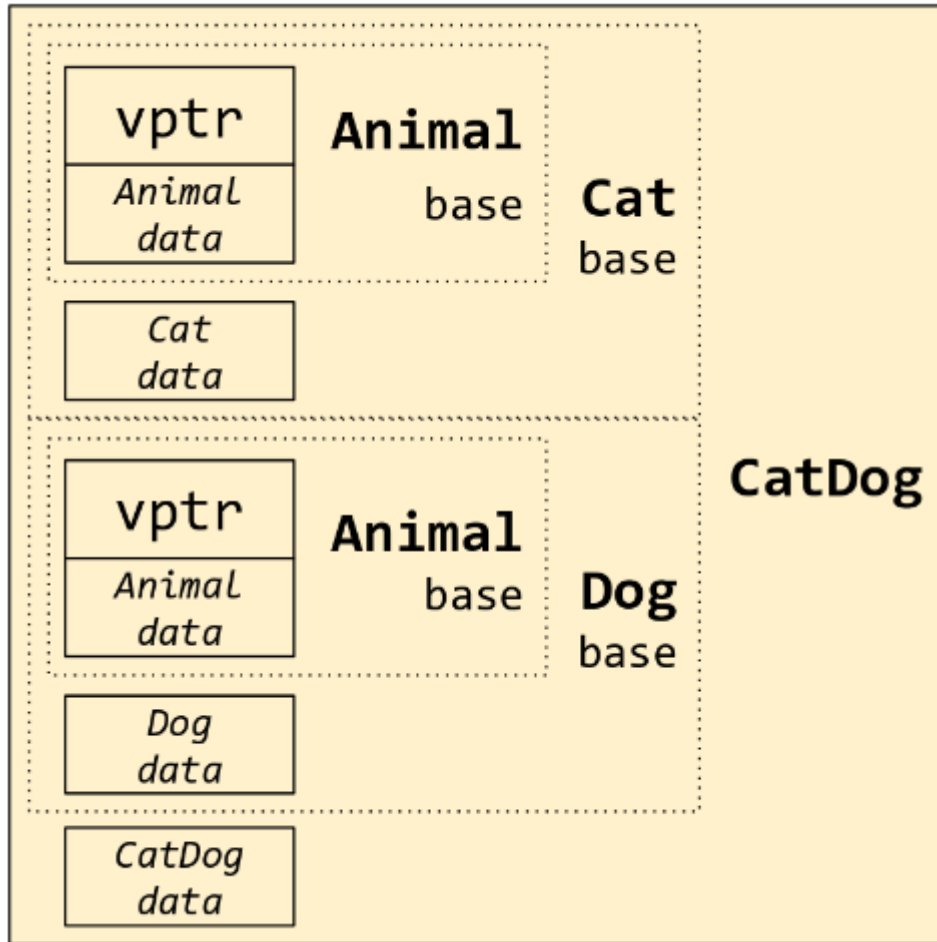 vptr
Animal
data
Animal
base
Cat
base
Cat
data
vptr
Animal
data
Animal
base
Dog
base
Dog
data
CatDog
CatDog
data